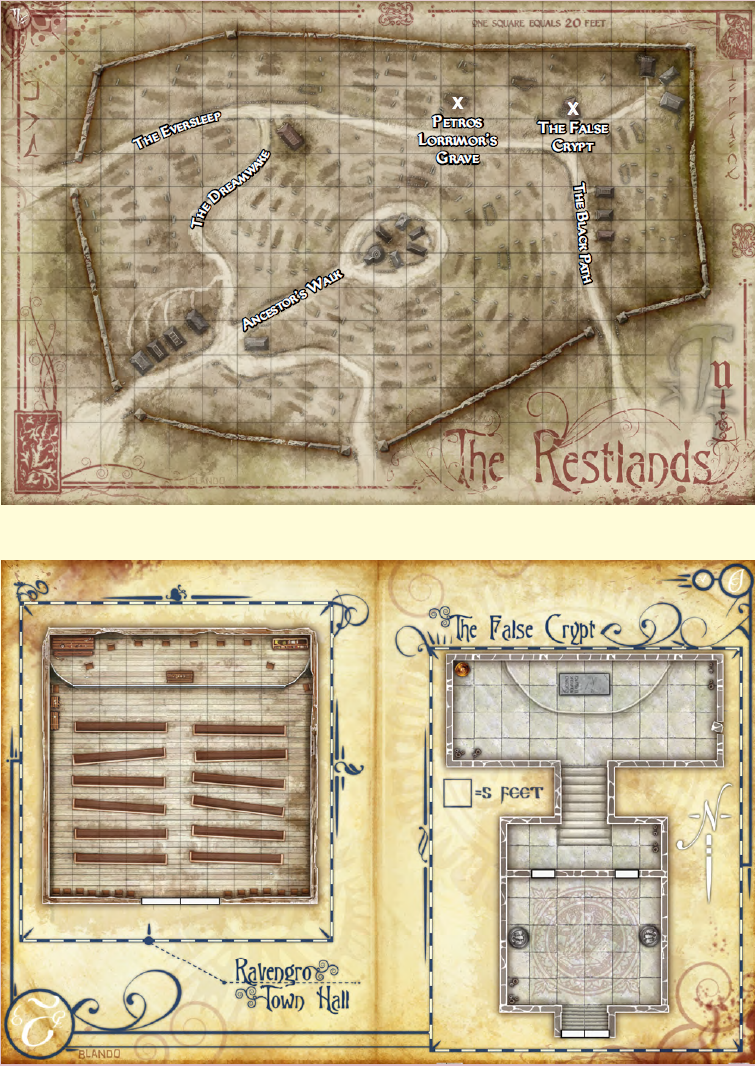 ONE SQUARE EQUALS 20 FEET
X
X
PETROS
LORRIMOR'S
GRAVE
THE FALSE
CRYPT
THE EVERSLEEP
THE DREAMWAKE
THE BLACK PATH
ANCESTOR'S WALK
The Restlands
BLANDO
The False Crypt
=5 FEET
N
Ravengro
Town Hall
BLANDO